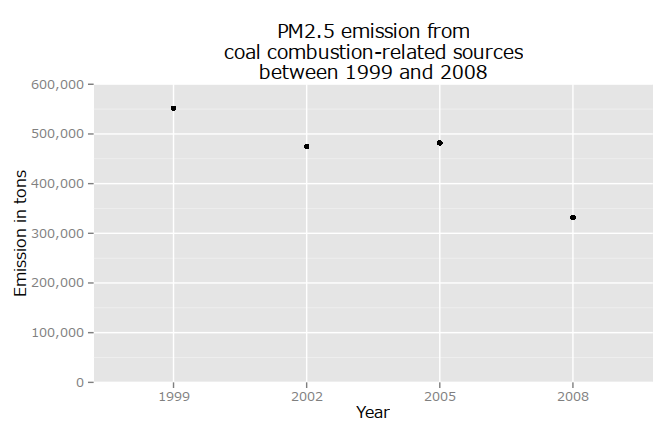 PM2.5 emission from
coal combustion-related sources
between 1999 and 2008
600,000
500,000
400,000
300,000
200,000
100,000
0
Emission in tons
1999 2002 2005 2008
Year